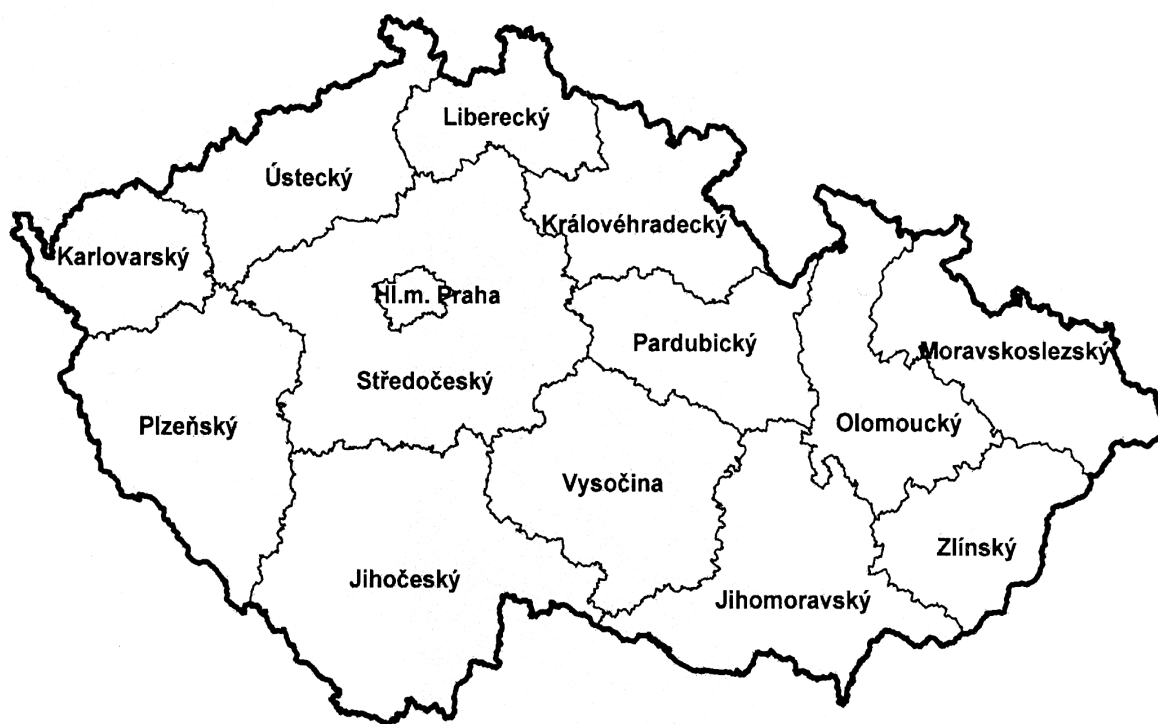 Liberecký
Ústecký
Královéhradecký
Karlovarský
Hl.m. Praha
Pardubický
Moravskoslezský
Středočeský
Plzeňský
Olomoucký
Vysočina
Zlínský
Jihočeský
Jihomoravský